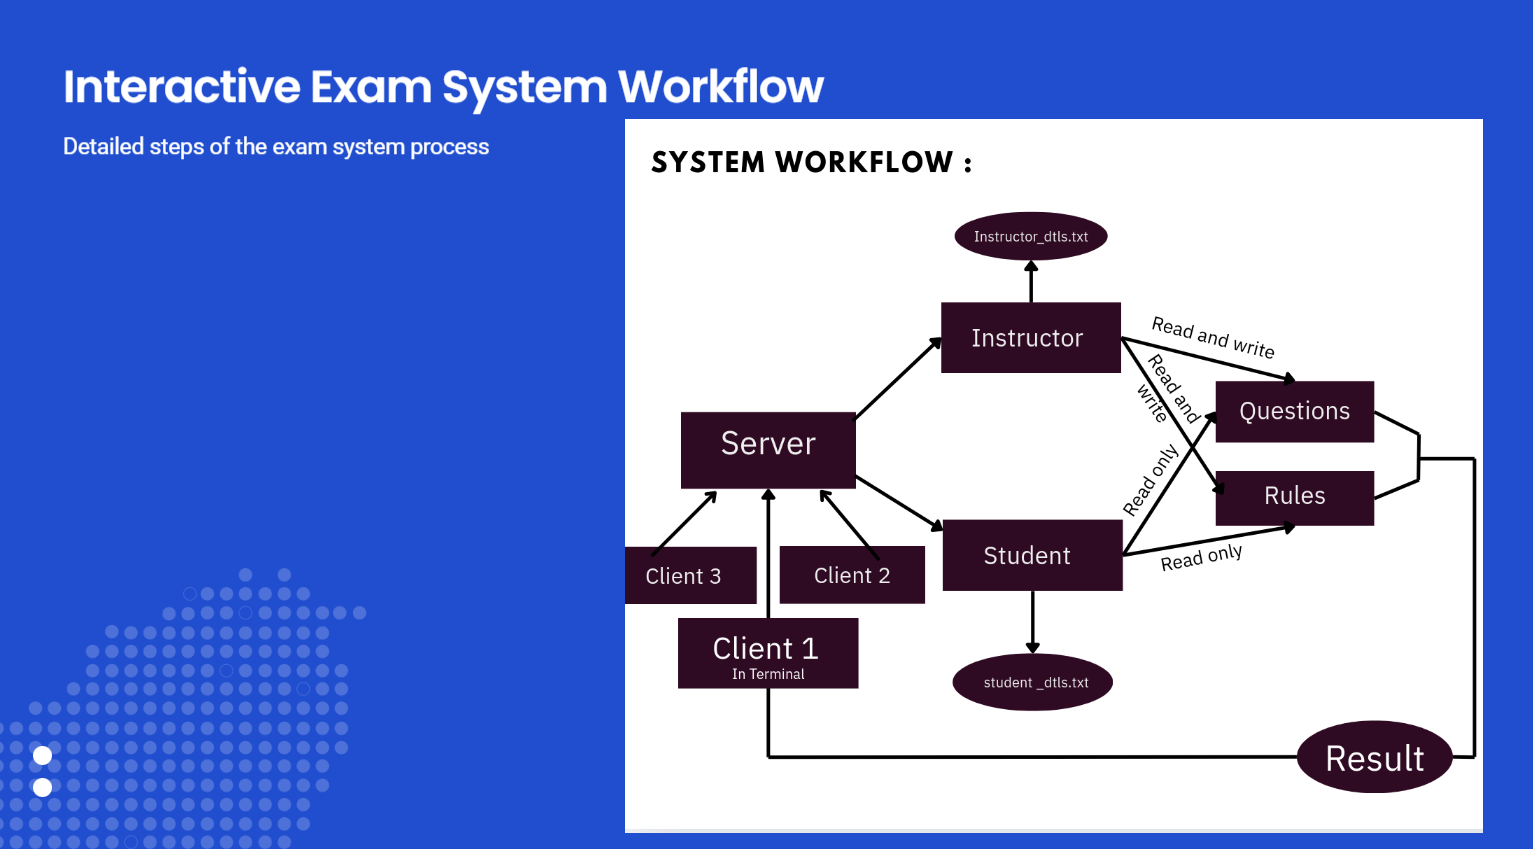 Interactive Exam System Workflow
Detailed steps of the exam system process
SYSTEM WORKFLOW :
Instructor_dtls.txt
Instructor
Read and write
Read and
write
Questions
Server
Rules
Read only
Student
Read only
Client 3
Client 2
Client 1
In Terminal
student _dtls.txt
Result